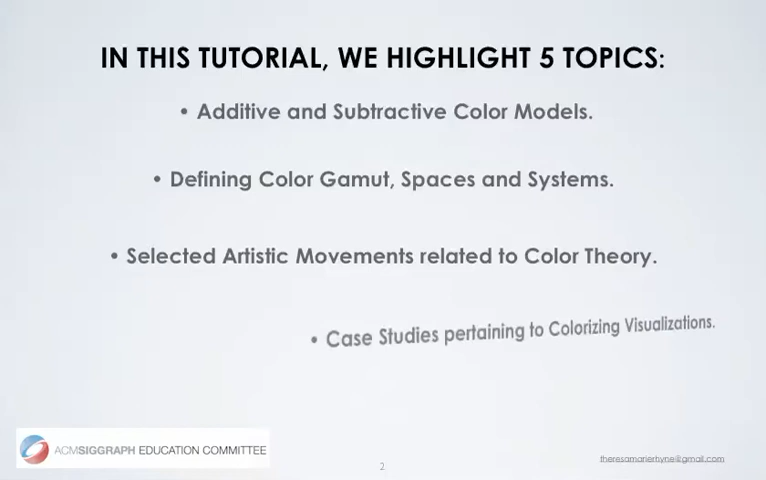 IN THIS TUTORIAL, WE HIGHLIGHT 5 TOPICS:
• Additive and Subtractive Color Models.
• Defining Color Gamut, Spaces and Systems.
• Selected Artistic Movements related to Color Theory.
• Case Studies pertaining to Colorizing Visualizations.
ACMSIGGRAPH EDUCATION COMMITTEE
2
theresamarierhyne@gmail.com